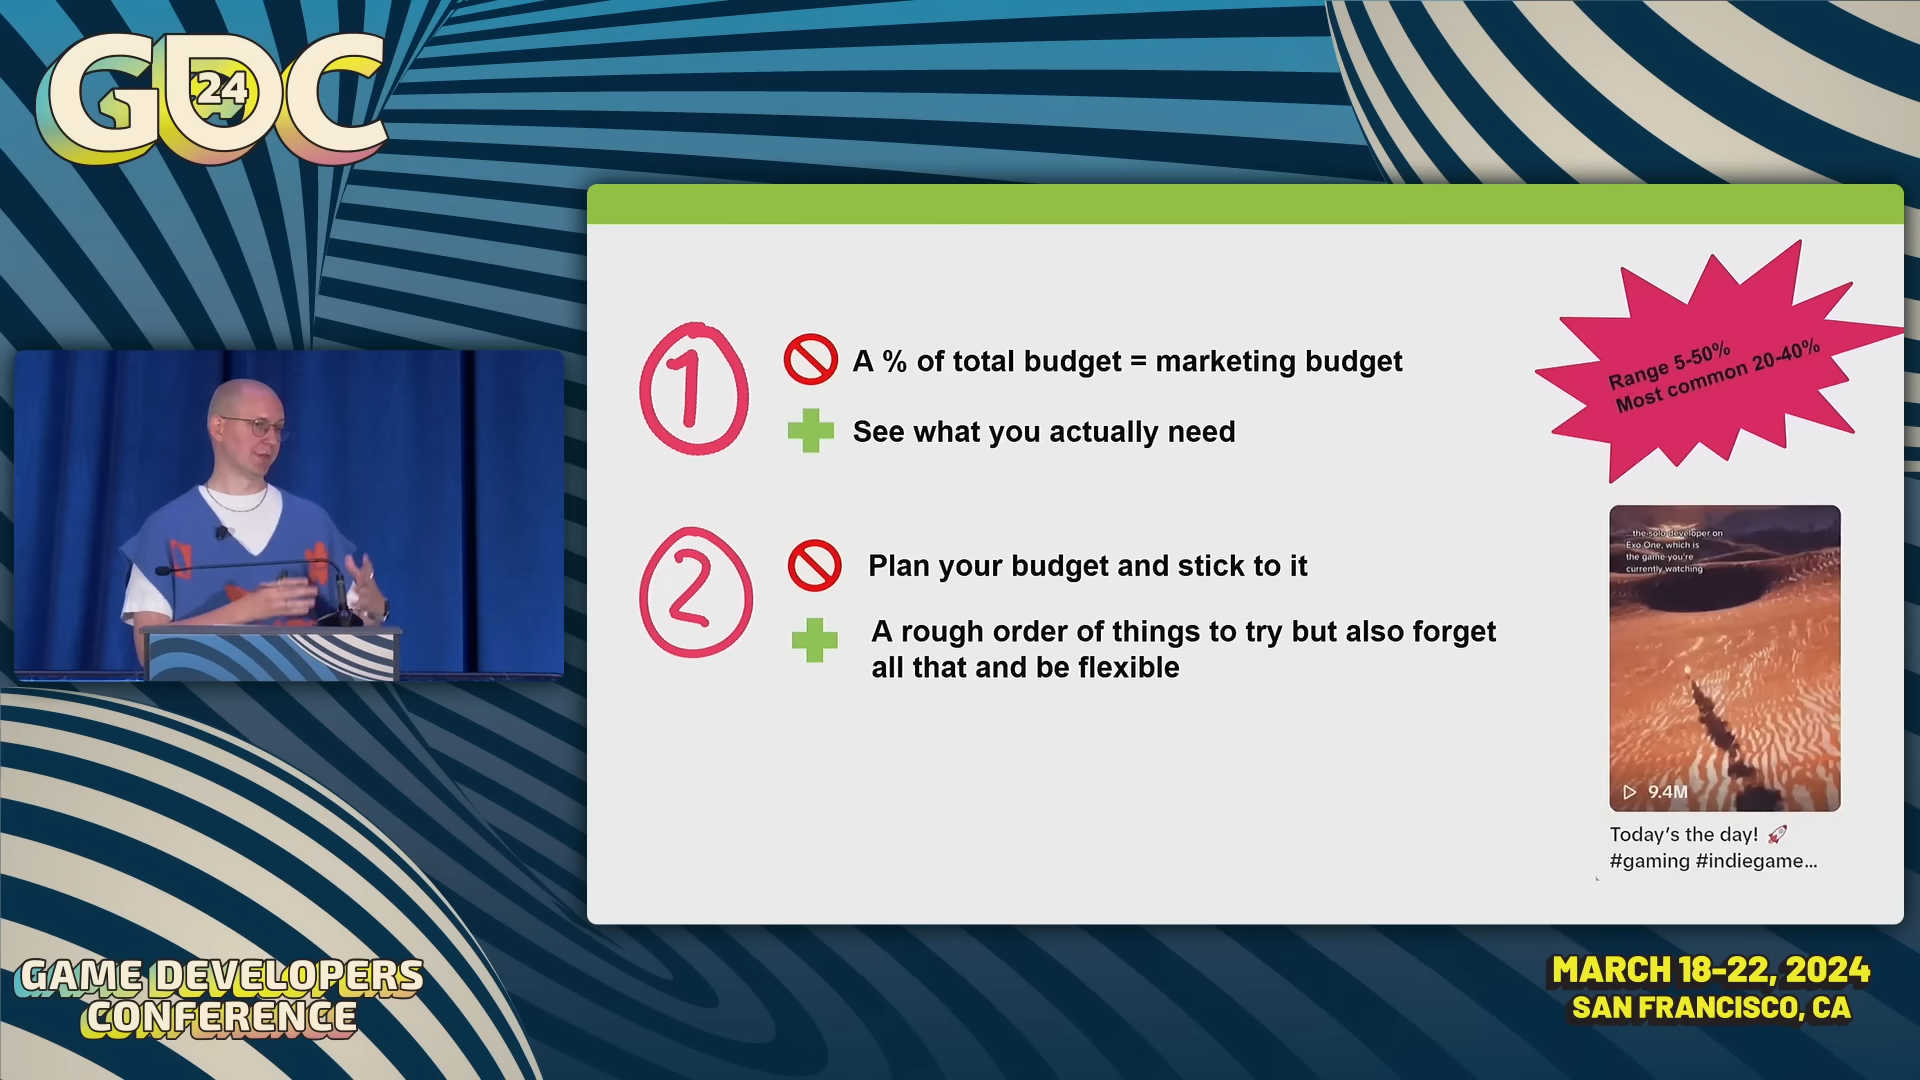 GDC
24
1
A % of total budget = marketing budget
See what you actually need
Range 5-50%
Most common 20-40%
2
Plan your budget and stick to it
A rough order of things to try but also forget
all that and be flexible
...the solo developer on
Exo One, which is
the game you're
currently watching
9.4M
Today's the day! 🚀
#gaming #indiegame...
GAME DEVELOPERS
CONFERENCE
MARCH 18-22, 2024
SAN FRANCISCO, CA